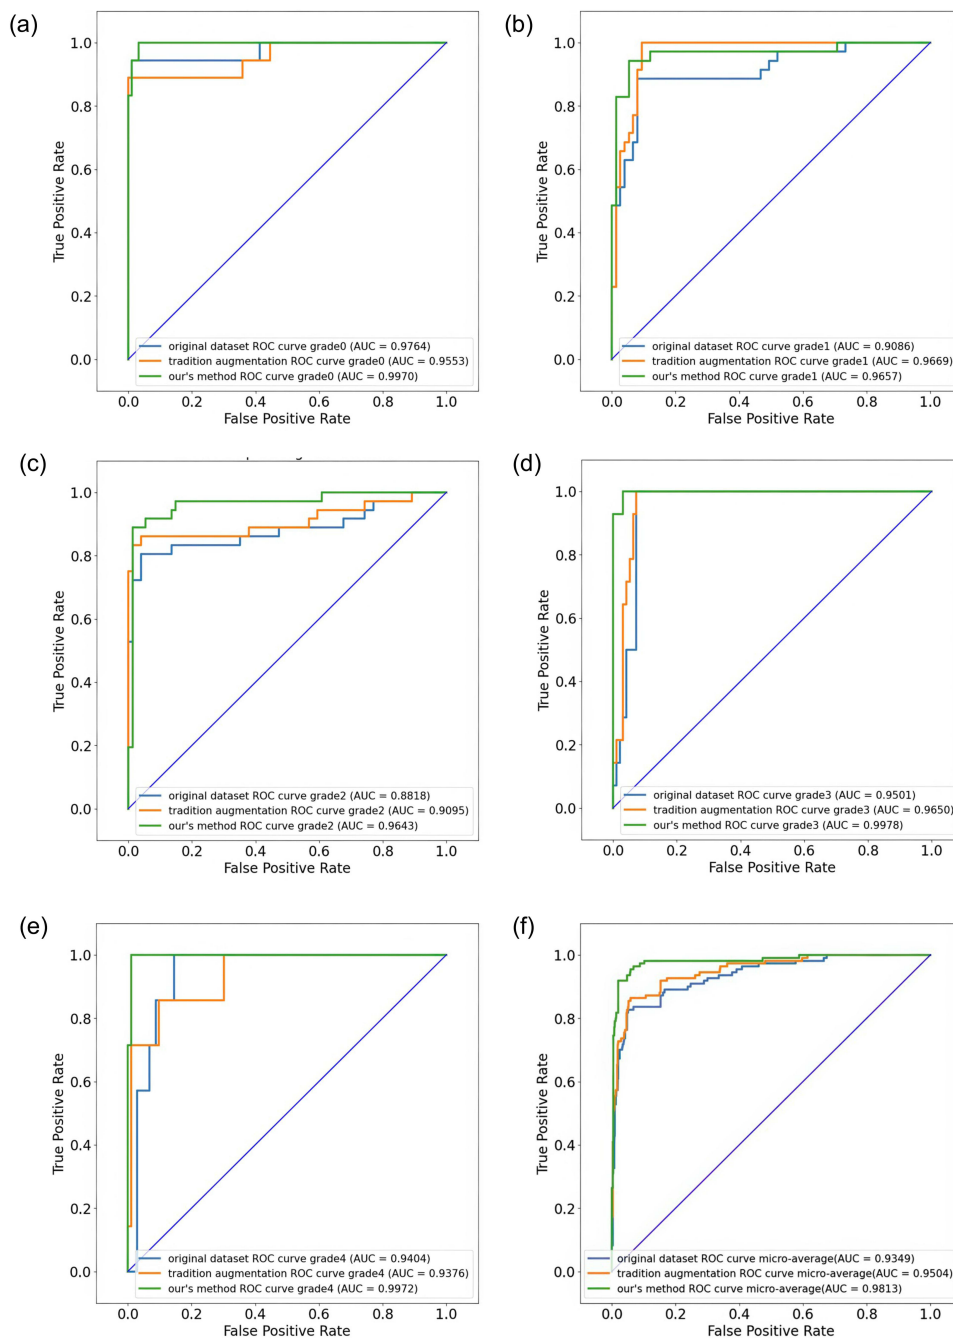 (a)
1.0
0.8
0.6
0.4
0.2
0.0
True Positive Rate
original dataset ROC curve grade0 (AUC = 0.9764)
tradition augmentation ROC curve grade0 (AUC = 0.9553)
our's method ROC curve grade0 (AUC = 0.9970)
0.0 0.2 0.4 0.6 0.8 1.0
False Positive Rate
(b)
1.0
0.8
0.6
0.4
0.2
0.0
True Positive Rate
original dataset ROC curve grade1 (AUC = 0.9086)
tradition augmentation ROC curve grade1 (AUC = 0.9669)
our's method ROC curve grade1 (AUC = 0.9657)
0.0 0.2 0.4 0.6 0.8 1.0
False Positive Rate
(c)
1.0
0.8
0.6
0.4
0.2
0.0
True Positive Rate
original dataset ROC curve grade2 (AUC = 0.8818)
tradition augmentation ROC curve grade2 (AUC = 0.9095)
our's method ROC curve grade2 (AUC = 0.9643)
0.0 0.2 0.4 0.6 0.8 1.0
False Positive Rate
(d)
1.0
0.8
0.6
0.4
0.2
0.0
True Positive Rate
original dataset ROC curve grade3 (AUC = 0.9501)
tradition augmentation ROC curve grade3 (AUC = 0.9650)
our's method ROC curve grade3 (AUC = 0.9978)
0.0 0.2 0.4 0.6 0.8 1.0
False Positive Rate
(e)
1.0
0.8
0.6
0.4
0.2
0.0
True Positive Rate
original dataset ROC curve grade4 (AUC = 0.9404)
tradition augmentation ROC curve grade4 (AUC = 0.9376)
our's method ROC curve grade4 (AUC = 0.9972)
0.0 0.2 0.4 0.6 0.8 1.0
False Positive Rate
(f)
1.0
0.8
0.6
0.4
0.2
0.0
True Positive Rate
original dataset ROC curve micro-average(AUC = 0.9349)
tradition augmentation ROC curve micro-average(AUC = 0.9504)
our's method ROC curve micro-average(AUC = 0.9813)
0.0 0.2 0.4 0.6 0.8 1.0
False Positive Rate